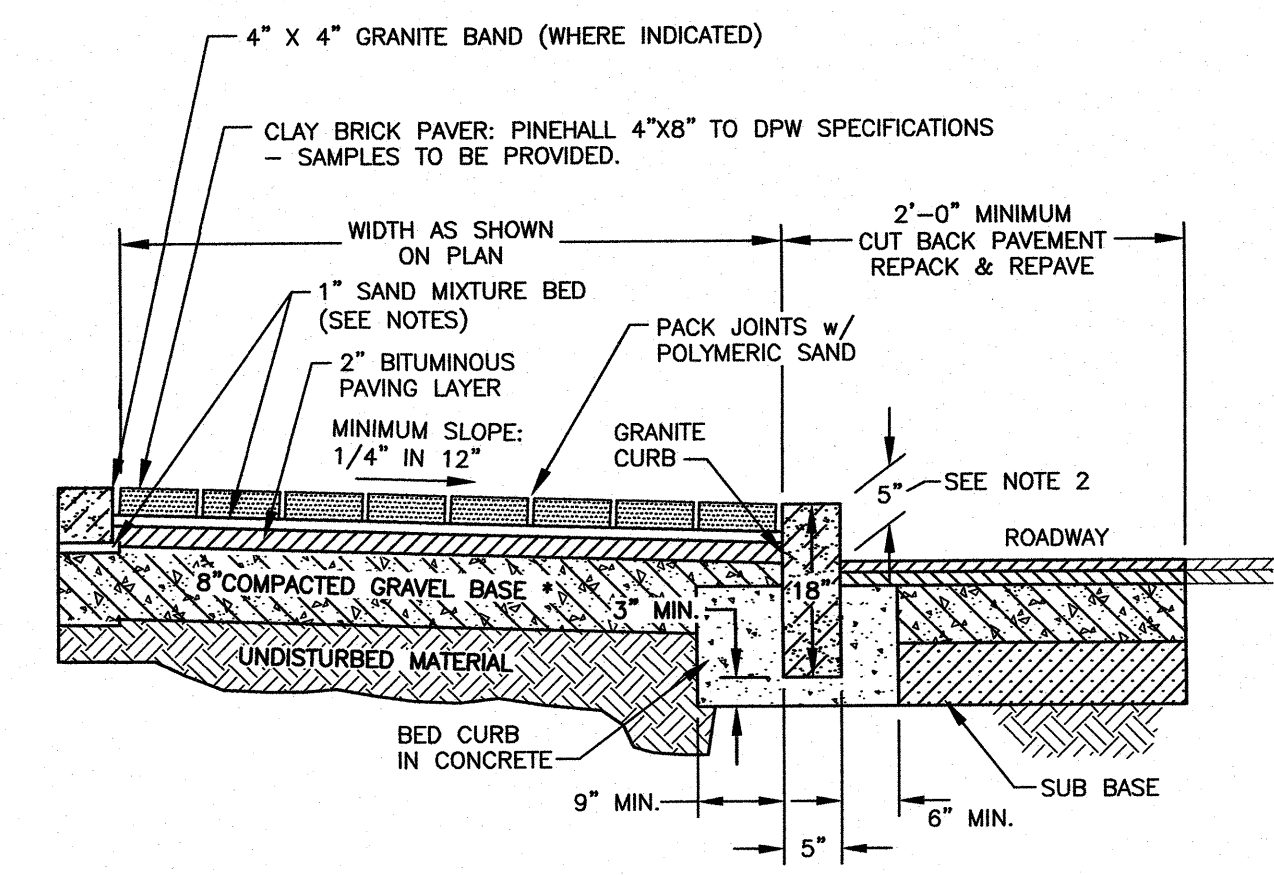 4" X 4" GRANITE BAND (WHERE INDICATED)
CLAY BRICK PAVER: PINEHALL 4"X8" TO DPW SPECIFICATIONS
– SAMPLES TO BE PROVIDED.
WIDTH AS SHOWN
ON PLAN
2'–0" MINIMUM
CUT BACK PAVEMENT
REPACK & REPAVE
1" SAND MIXTURE BED
(SEE NOTES)
PACK JOINTS w/
POLYMERIC SAND
2" BITUMINOUS
PAVING LAYER
MINIMUM SLOPE:
1/4" IN 12"
GRANITE
CURB
5"
SEE NOTE 2
ROADWAY
8"COMPACTED GRAVEL BASE *
18"
3" MIN.
UNDISTURBED MATERIAL
BED CURB
IN CONCRETE
SUB BASE
9" MIN.
6" MIN.
5"